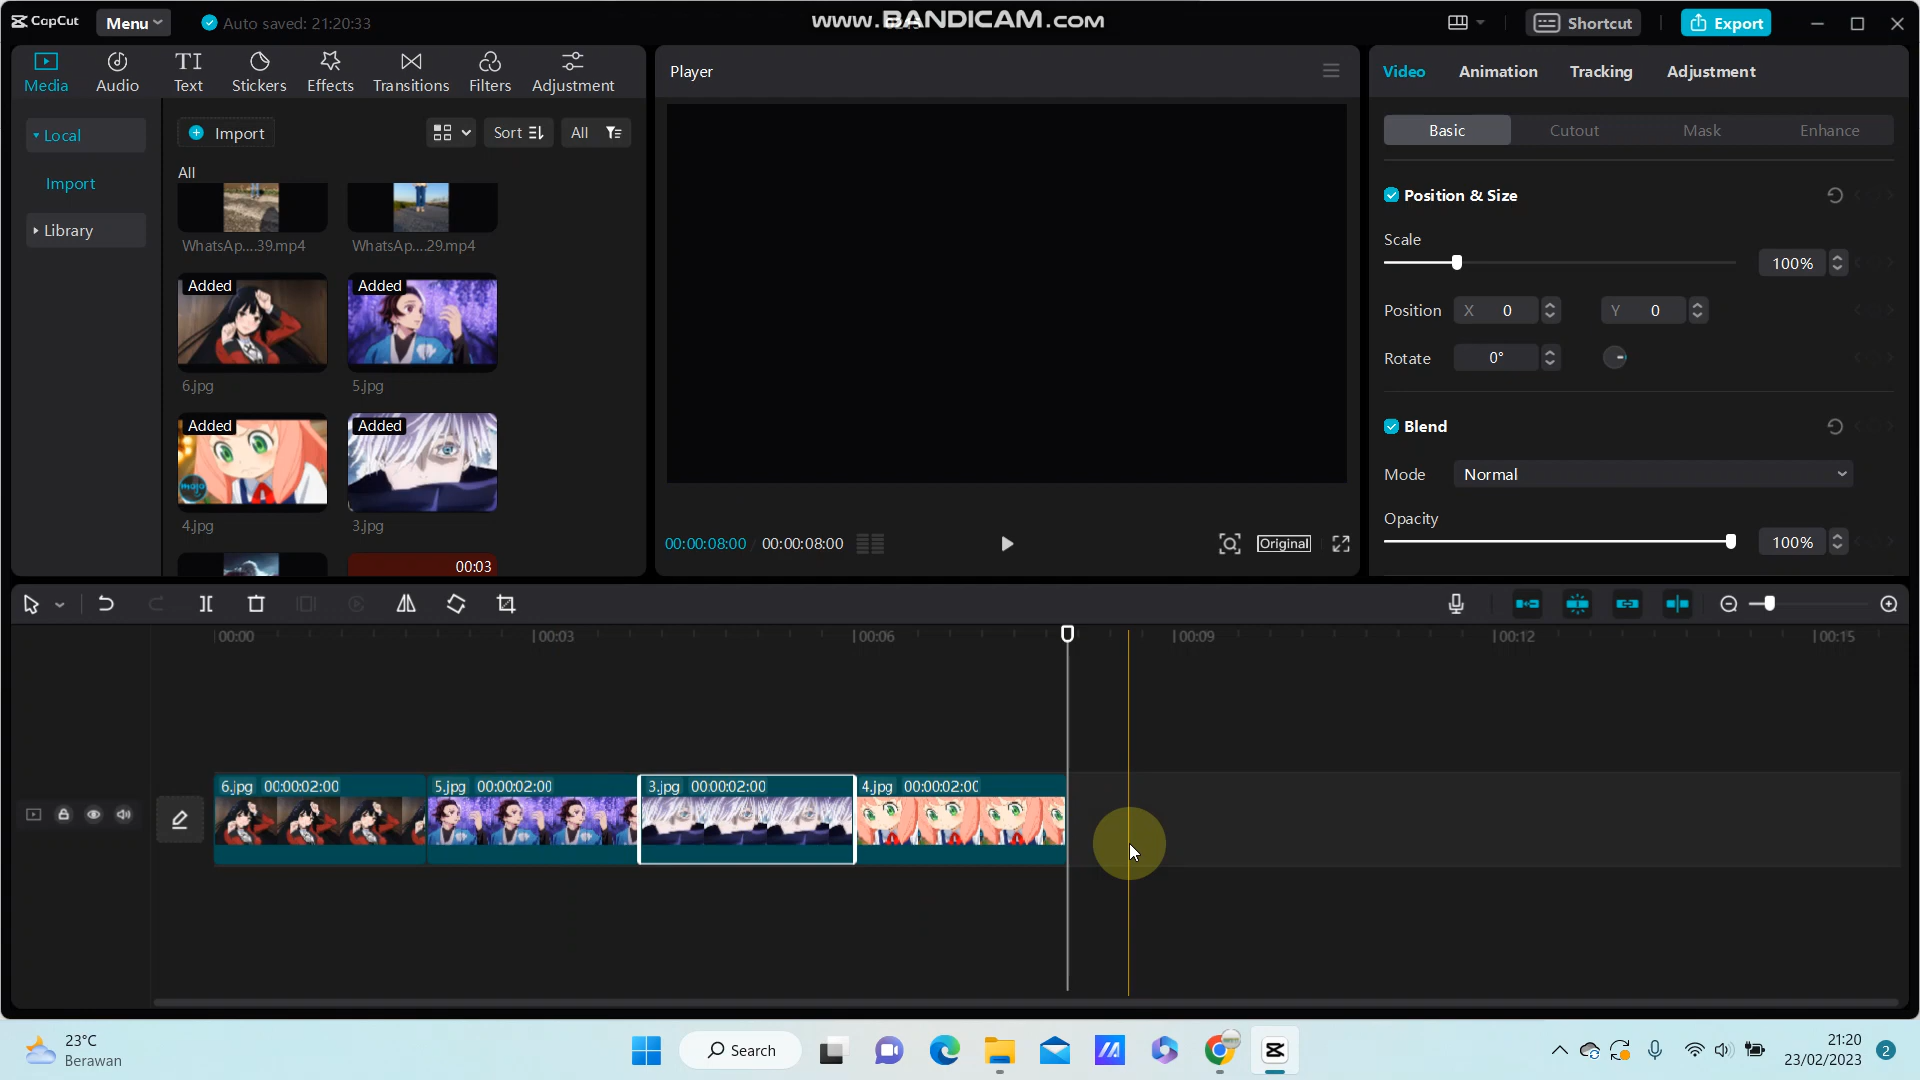 CapCut
Menu
Auto saved: 21:20:33
www.BANDICAM.com
Shortcut
Export
Media
Audio
Text
Stickers
Effects
Transitions
Filters
Adjustment
Player
Video
Animation
Tracking
Adjustment
Local
Import
Library
Import
Sort
All
All
WhatsAp....39.mp4
WhatsAp....29.mp4
Added
Added
6.jpg
5.jpg
Added
Added
mojo
4.jpg
3.jpg
00:03
00:00:08:00 / 00:00:08:00
Original
Basic
Cutout
Mask
Enhance
Position & Size
Scale
100%
Position
X 0
Y 0
Rotate
0°
Blend
Mode
Normal
Opacity
100%
00:00
00:03
00:06
00:09
00:12
00:15
6.jpg 00:00:02:00
5.jpg 00:00:02:00
3.jpg 00:00:02:00
4.jpg 00:00:02:00
23°C
Berawan
Search
21:20
23/02/2023
2